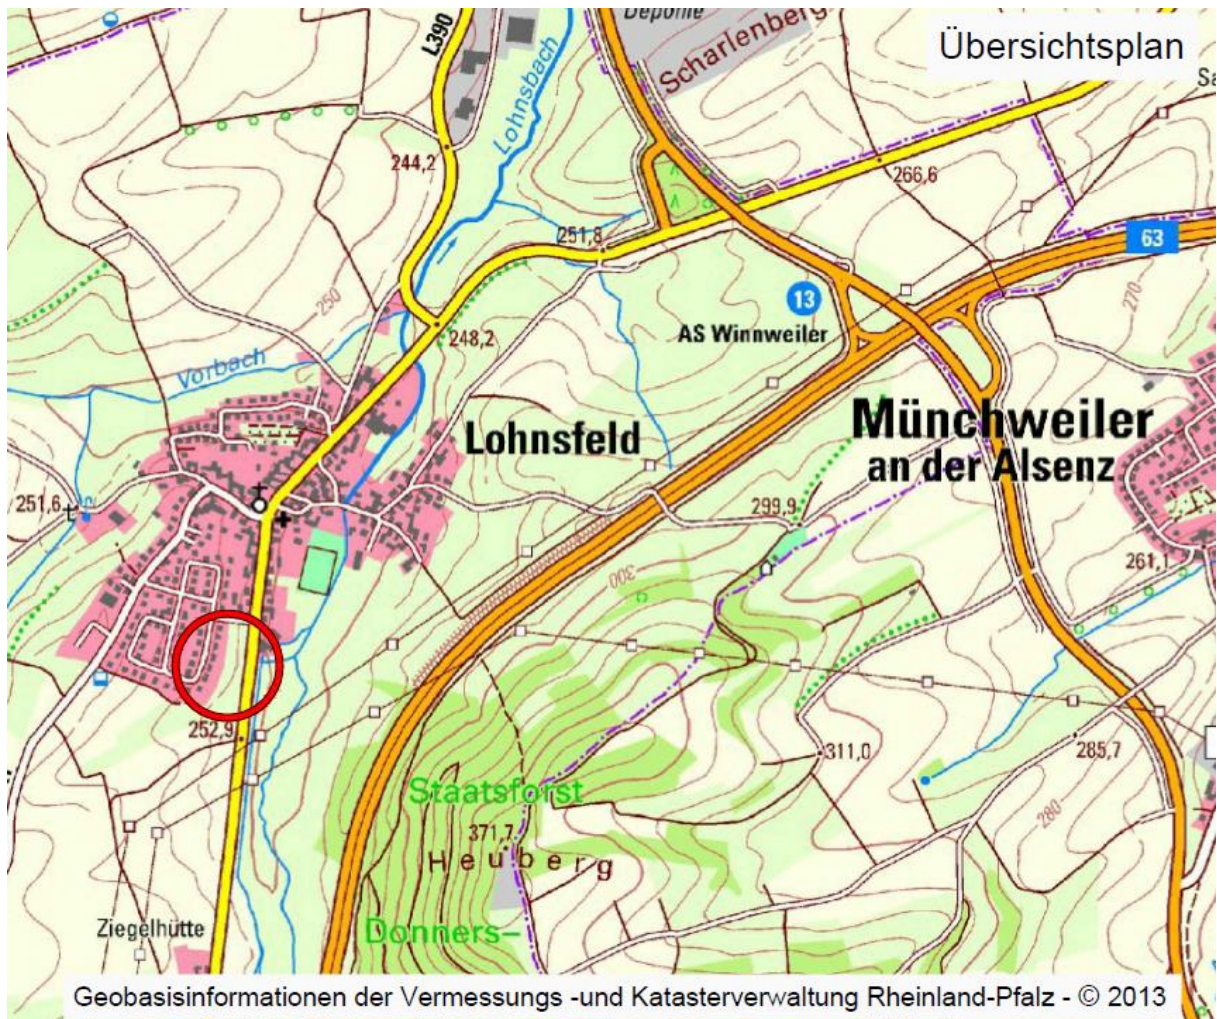 Deponie
Scharlenberg
Übersichtsplan
L390
Lohnsbach
Sa
244,2
266,6
251,8
63
13
250
270
AS Winnweiler
248,2
Vorbach
Münchweiler
an der Alsenz
Lohnsfeld
251,6
299,9
261,1
300
252,9
311,0
285,7
Staatsforst
280
371,7
Heuberg
Ziegelhütte
Donners-
Geobasisinformationen der Vermessungs -und Katasterverwaltung Rheinland-Pfalz - © 2013